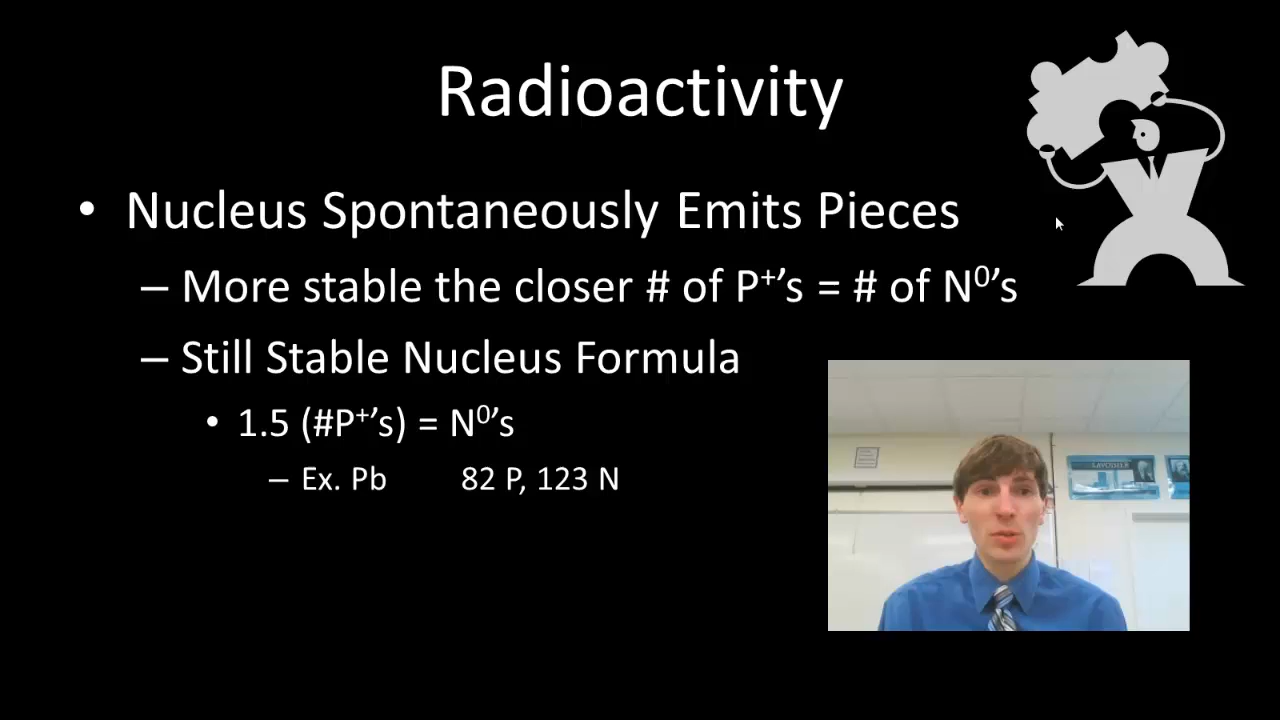 Radioactivity
• Nucleus Spontaneously Emits Pieces
– More stable the closer # of P⁺’s = # of N⁰’s
– Still Stable Nucleus Formula
• 1.5 (#P⁺’s) = N⁰’s
– Ex. Pb 82 P, 123 N
LAVOISIER